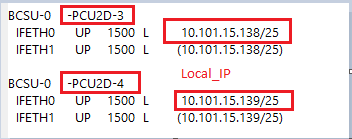 BCSU-0 -PCU2D-3
IFETH0 UP 1500 L 10.101.15.138/25
IFETH1 UP 1500 L (10.101.15.138/25)
Local_IP
BCSU-0 -PCU2D-4
IFETH0 UP 1500 L 10.101.15.139/25
IFETH1 UP 1500 L (10.101.15.139/25)